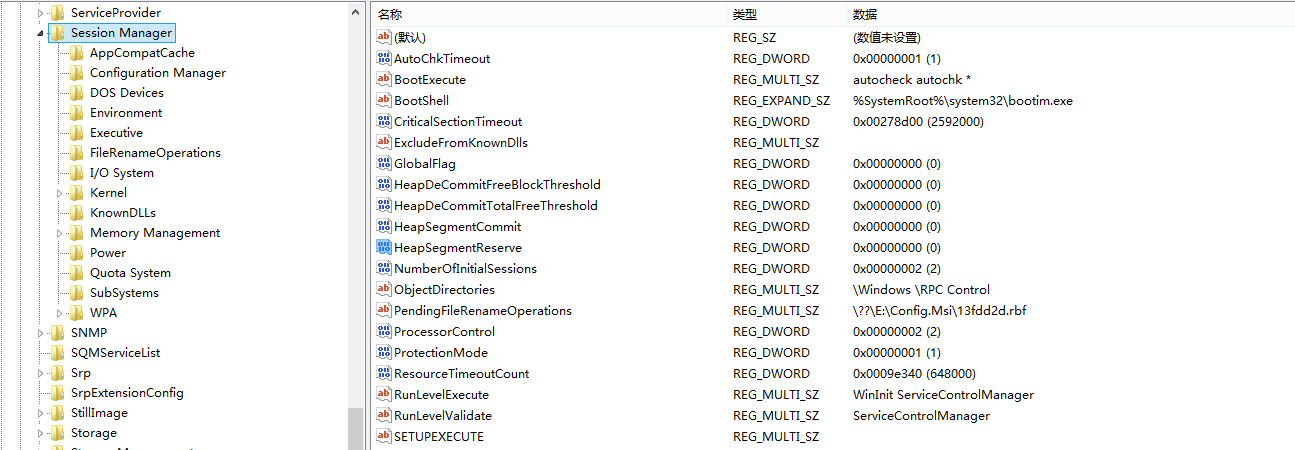 ServiceProvider
Session Manager
AppCompatCache
Configuration Manager
DOS Devices
Environment
Executive
FileRenameOperations
I/O System
Kernel
KnownDLLs
Memory Management
Power
Quota System
SubSystems
WPA
SNMP
SQMServiceList
Srp
SrpExtensionConfig
StillImage
Storage
名称 类型 数据
(默认) REG_SZ (数值未设置)
AutoChkTimeout REG_DWORD 0x00000001 (1)
BootExecute REG_MULTI_SZ autocheck autochk *
BootShell REG_EXPAND_SZ %SystemRoot%\system32\bootim.exe
CriticalSectionTimeout REG_DWORD 0x00278d00 (2592000)
ExcludeFromKnownDlls REG_MULTI_SZ
GlobalFlag REG_DWORD 0x00000000 (0)
HeapDeCommitFreeBlockThreshold REG_DWORD 0x00000000 (0)
HeapDeCommitTotalFreeThreshold REG_DWORD 0x00000000 (0)
HeapSegmentCommit REG_DWORD 0x00000000 (0)
HeapSegmentReserve REG_DWORD 0x00000000 (0)
NumberOfInitialSessions REG_DWORD 0x00000002 (2)
ObjectDirectories REG_MULTI_SZ \Windows \RPC Control
PendingFileRenameOperations REG_MULTI_SZ \??\E:\Config.Msi\13fdd2d.rbf
ProcessorControl REG_DWORD 0x00000002 (2)
ProtectionMode REG_DWORD 0x00000001 (1)
ResourceTimeoutCount REG_DWORD 0x0009e340 (648000)
RunLevelExecute REG_MULTI_SZ WinInit ServiceControlManager
RunLevelValidate REG_MULTI_SZ ServiceControlManager
SETUPEXECUTE REG_MULTI_SZ